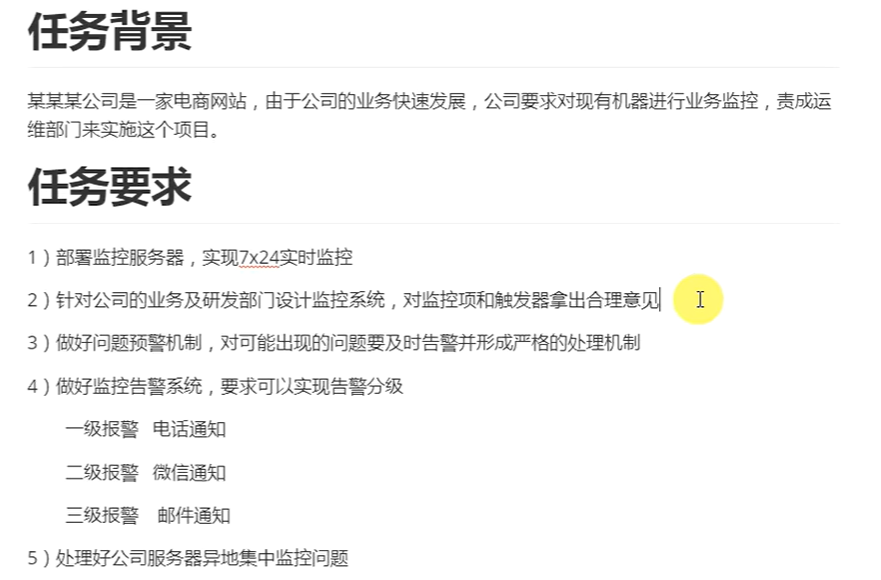 任务背景
某某某公司是一家电商网站，由于公司的业务快速发展，公司要求对现有机器进行业务监控，责成运
维部门来实施这个项目。
任务要求
1）部署监控服务器，实现7x24实时监控
2）针对公司的业务及研发部门设计监控系统，对监控项和触发器拿出合理意见
3）做好问题预警机制，对可能出现的问题要及时告警并形成严格的处理机制
4）做好监控告警系统，要求可以实现告警分级
一级报警 电话通知
二级报警 微信通知
三级报警 邮件通知
5）处理好公司服务器异地集中监控问题